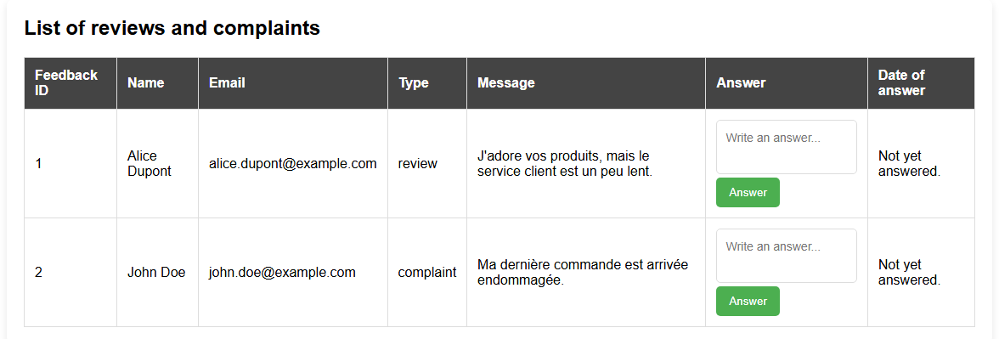 List of reviews and complaints
Feedback ID
Name
Email
Type
Message
Answer
Date of answer
1
Alice Dupont
alice.dupont@example.com
review
J'adore vos produits, mais le
service client est un peu lent.
Write an answer...
Answer
Not yet
answered.
2
John Doe
john.doe@example.com
complaint
Ma dernière commande est arrivée
endommagée.
Write an answer...
Answer
Not yet
answered.